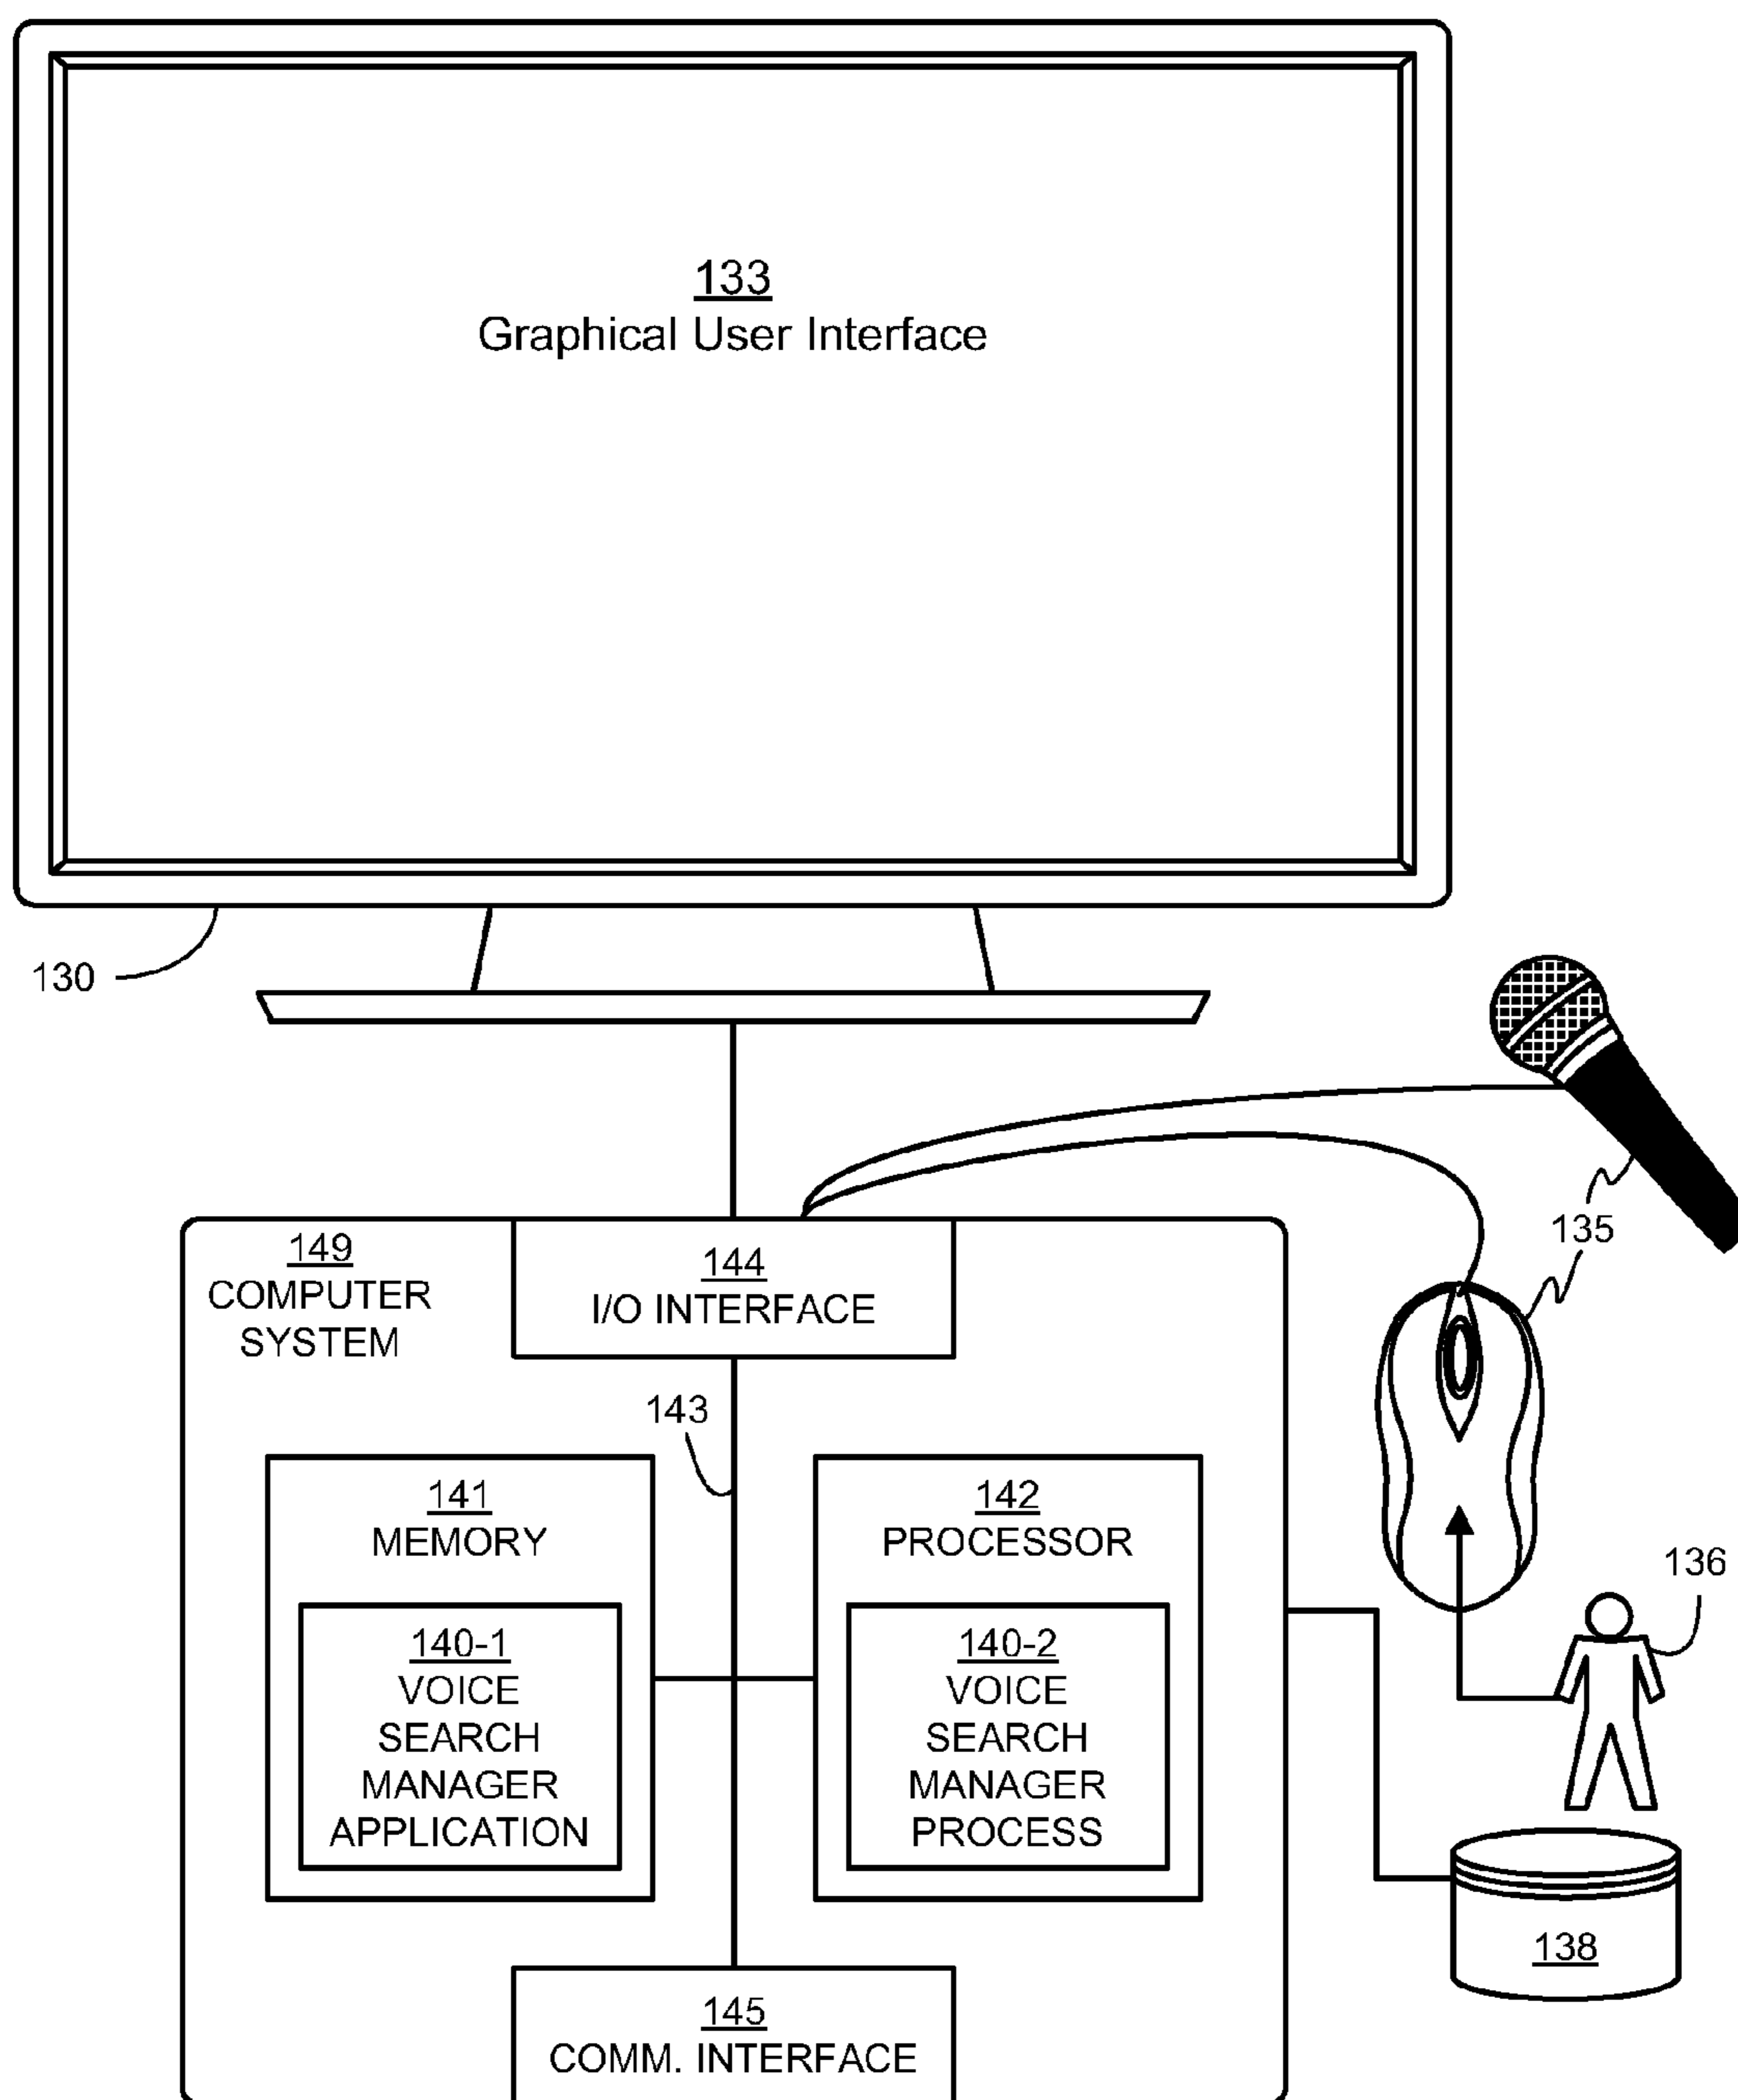 133
Graphical User Interface
130
135
149
COMPUTER
SYSTEM
144
I/O INTERFACE
143
141
MEMORY
142
PROCESSOR
136
140-1
VOICE
SEARCH
MANAGER
APPLICATION
140-2
VOICE
SEARCH
MANAGER
PROCESS
138
145
COMM. INTERFACE